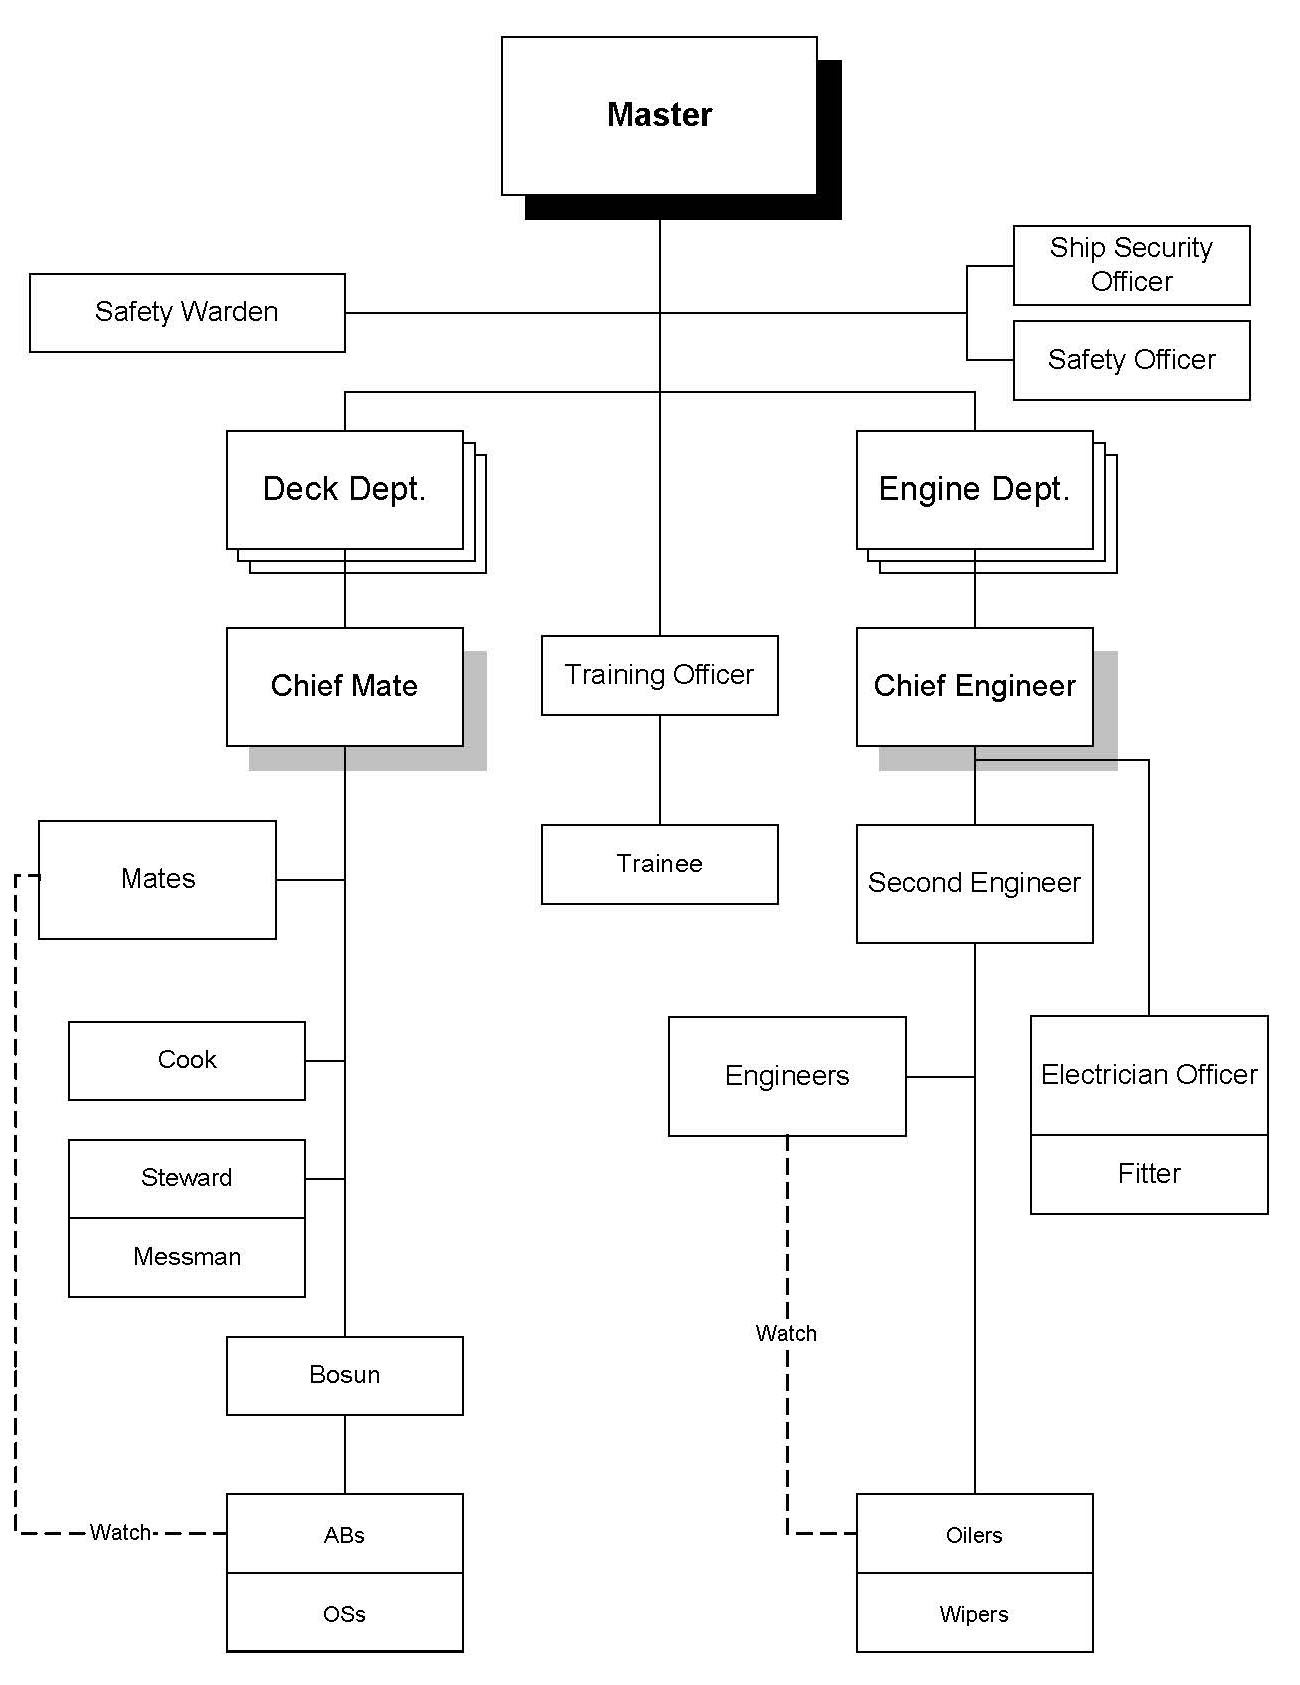 Master
Ship Security
Officer
Safety Warden
Safety Officer
Deck Dept.
Engine Dept.
Chief Mate
Training Officer
Chief Engineer
Mates
Trainee
Second Engineer
Cook
Engineers
Electrician Officer
Steward
Fitter
Messman
Watch
Bosun
Watch
ABs
Oilers
OSs
Wipers